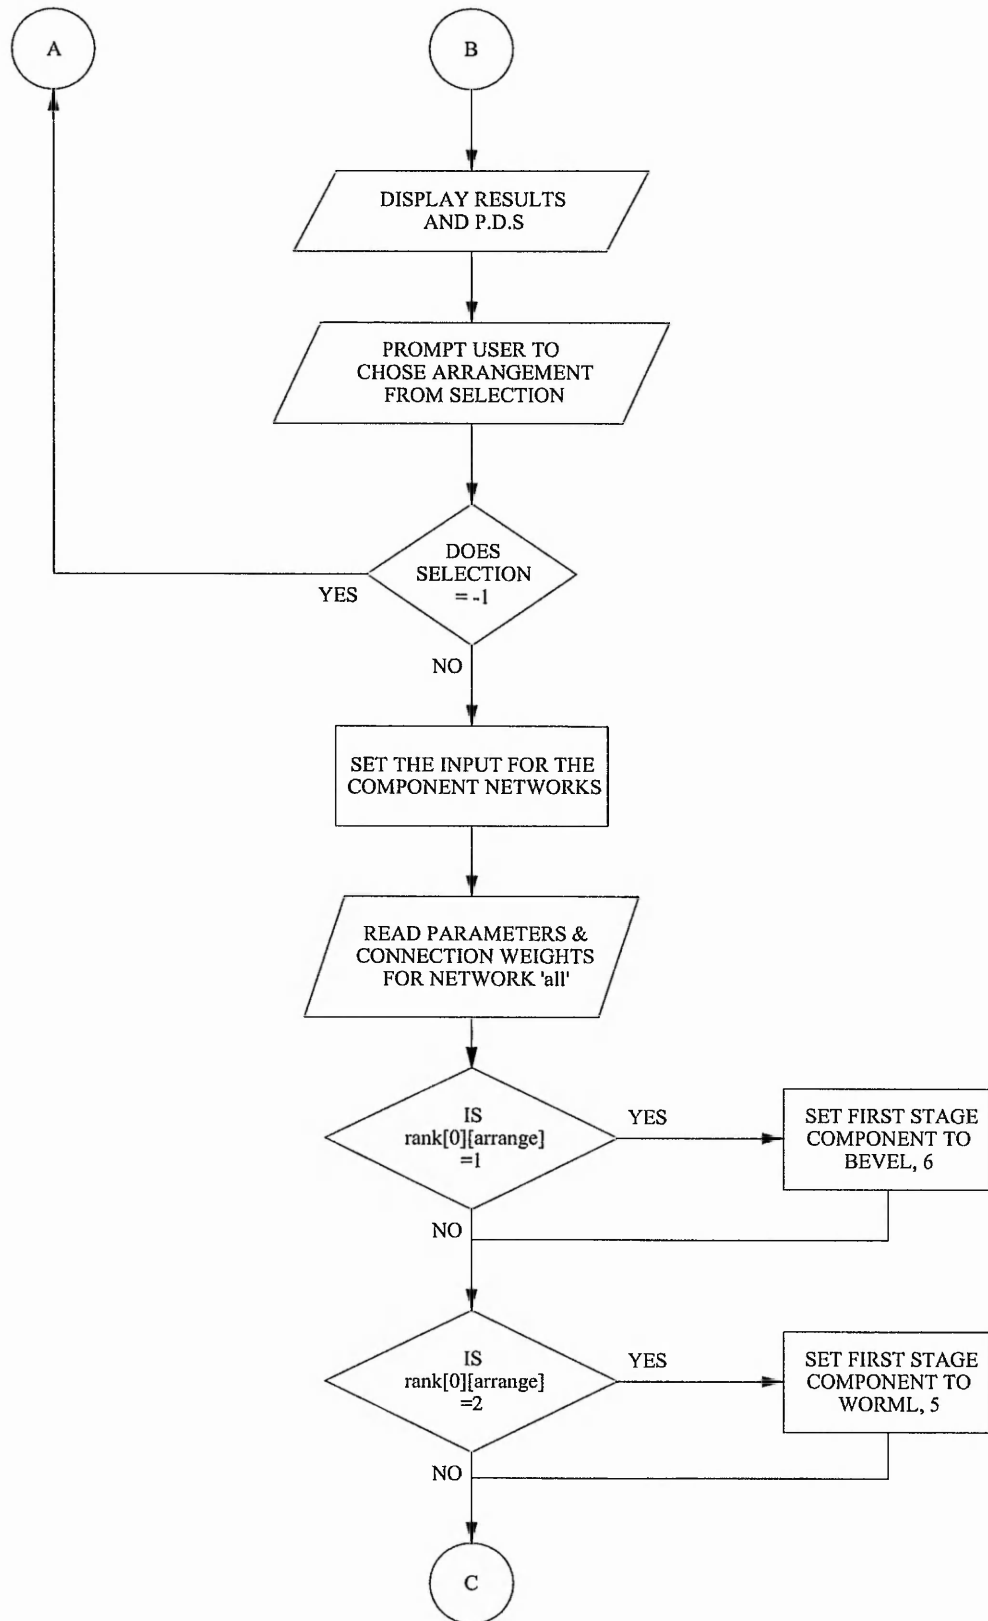 A
B
DISPLAY RESULTS
AND P.D.S
PROMPT USER TO
CHOSE ARRANGEMENT
FROM SELECTION
DOES
SELECTION
= -1
YES
NO
SET THE INPUT FOR THE
COMPONENT NETWORKS
READ PARAMETERS &
CONNECTION WEIGHTS
FOR NETWORK 'all'
IS
rank[0][arrange]
=1
YES
SET FIRST STAGE
COMPONENT TO
BEVEL, 6
NO
IS
rank[0][arrange]
=2
YES
SET FIRST STAGE
COMPONENT TO
WORML, 5
NO
C